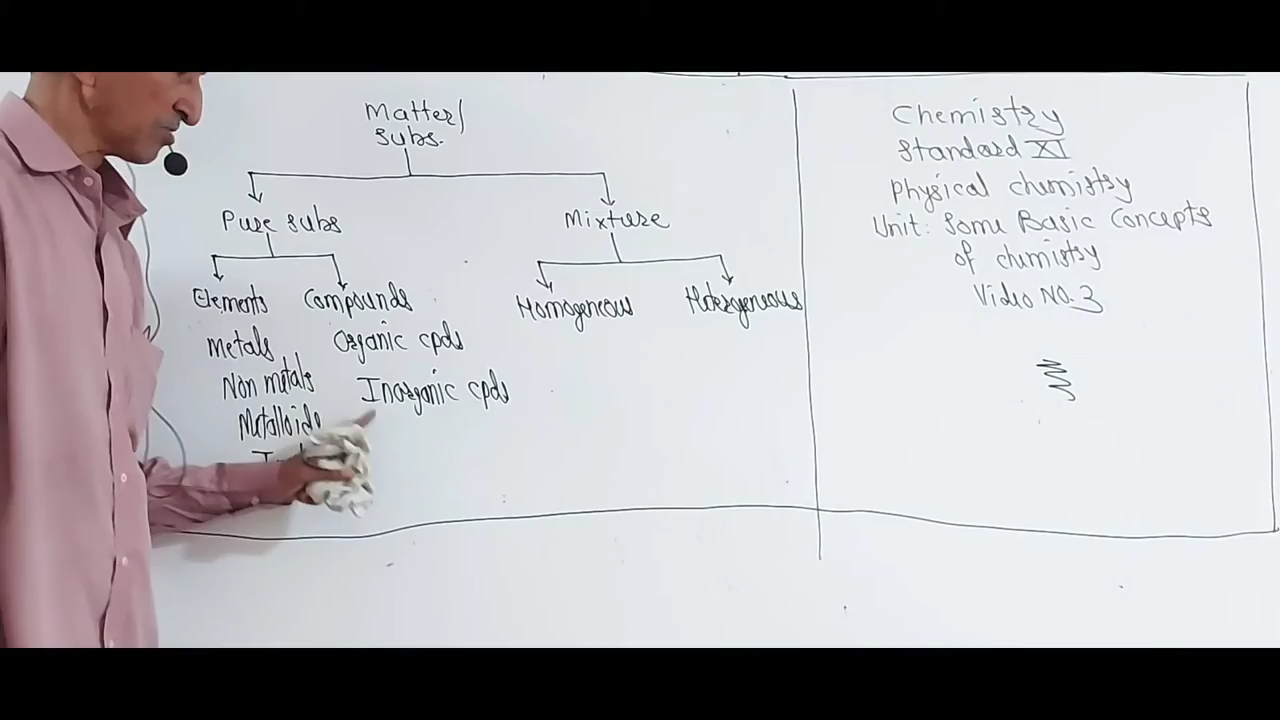 Matter/
subs.
Pure subs
Mixture
Elements
Compounds
Homogeneous
Heterogeneous
Metals
Organic cpds
Non metals
Inorganic cpds
Metalloids
Chemistry
Standard XI
Physical chemistry
Unit: Some Basic Concepts
of chemistry
Video NO. 3